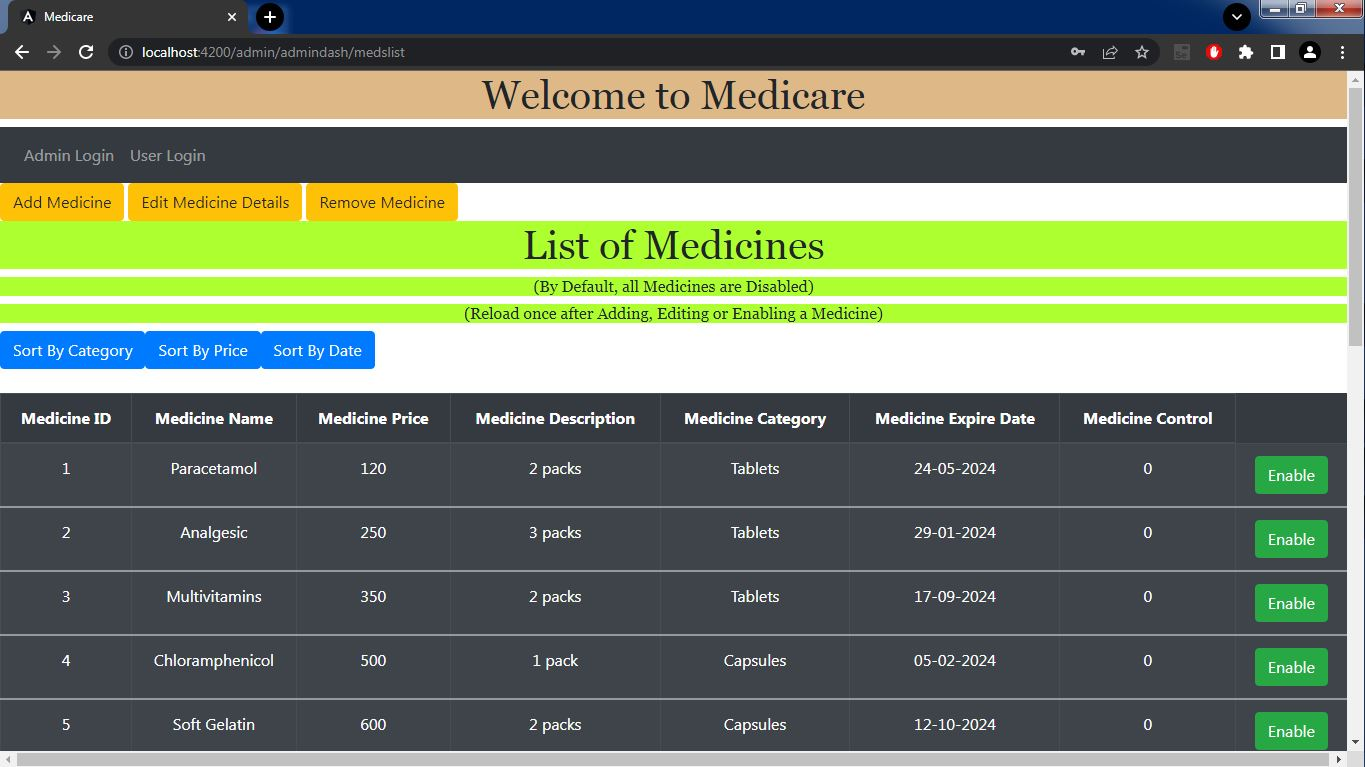 Medicare
localhost:4200/admin/admindash/medslist
Welcome to Medicare
Admin Login User Login
Add Medicine Edit Medicine Details Remove Medicine
List of Medicines
(By Default, all Medicines are Disabled)
(Reload once after Adding, Editing or Enabling a Medicine)
Sort By Category Sort By Price Sort By Date
Medicine ID Medicine Name Medicine Price Medicine Description Medicine Category Medicine Expire Date Medicine Control
1 Paracetamol 120 2 packs Tablets 24-05-2024 0 Enable
2 Analgesic 250 3 packs Tablets 29-01-2024 0 Enable
3 Multivitamins 350 2 packs Tablets 17-09-2024 0 Enable
4 Chloramphenicol 500 1 pack Capsules 05-02-2024 0 Enable
5 Soft Gelatin 600 2 packs Capsules 12-10-2024 0 Enable